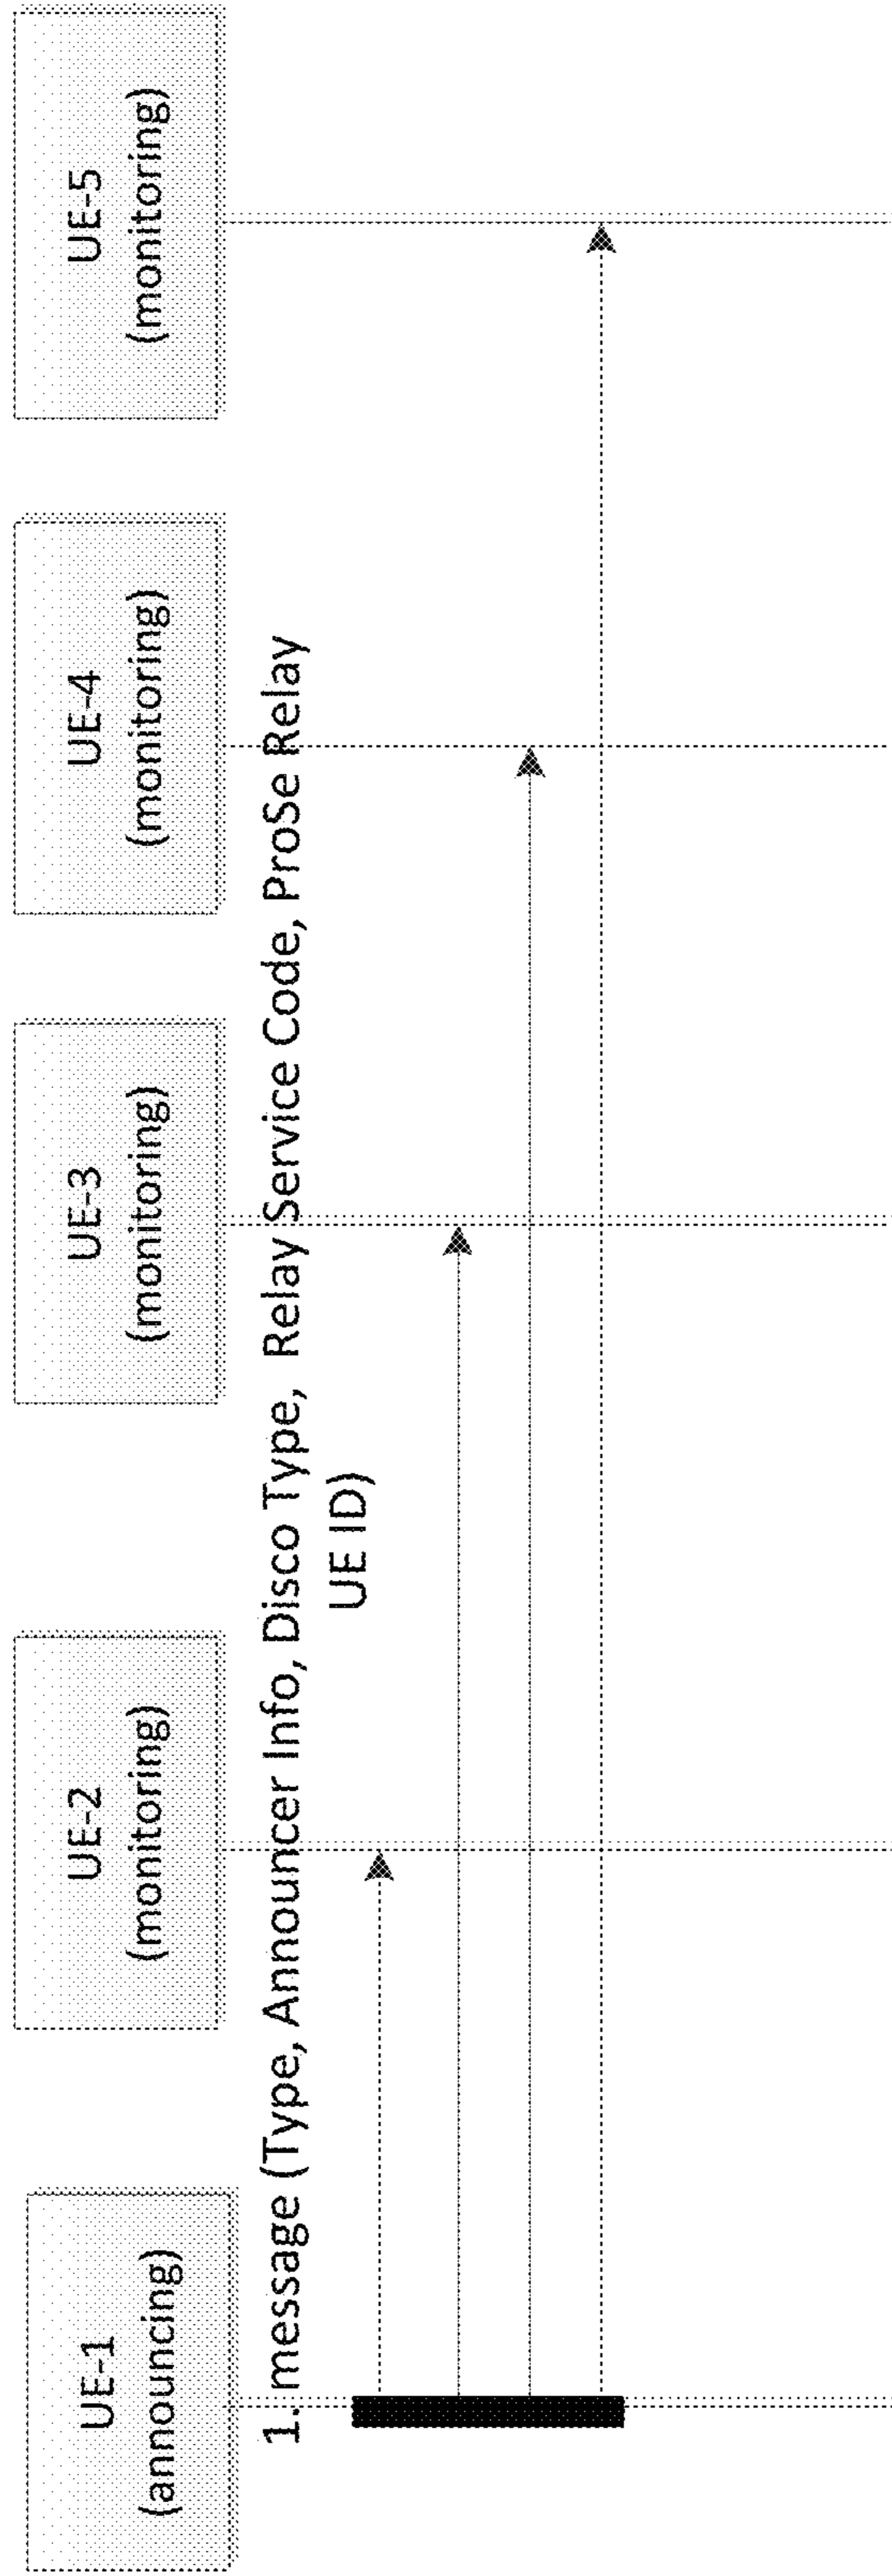 UE-1
(announcing)
UE-2
(monitoring)
UE-3
(monitoring)
UE-4
(monitoring)
UE-5
(monitoring)
1. message (Type, Announcer Info, Disco Type, Relay Service Code, ProSe Relay
UE ID)